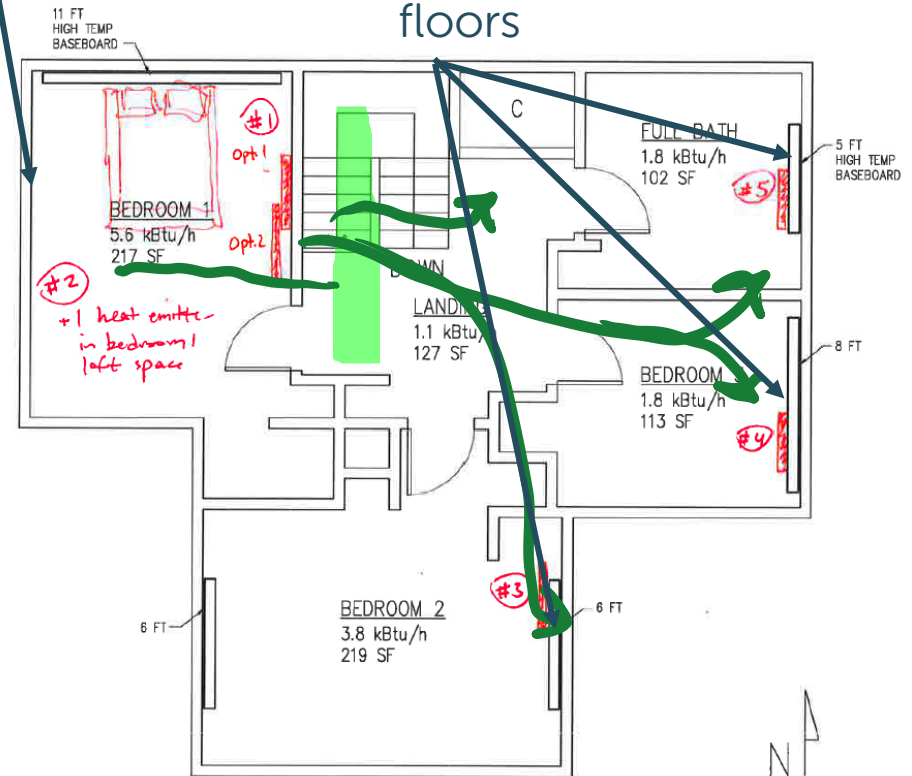 floors
11 FT
HIGH TEMP
BASEBOARD
#1
Opt.1
Opt.2
BEDROOM 1
5.6 kBtu/h
217 SF
#2
+1 heat emitte-
in bedroom 1
loft space
C
FULL BATH
1.8 kBtu/h
102 SF
#5
5 FT
HIGH TEMP
BASEBOARD
DOWN
LANDING
1.1 kBtu/h
127 SF
BEDROOM 3
1.8 kBtu/h
113 SF
#4
8 FT
BEDROOM 2
3.8 kBtu/h
219 SF
#3
6 FT
6 FT
N